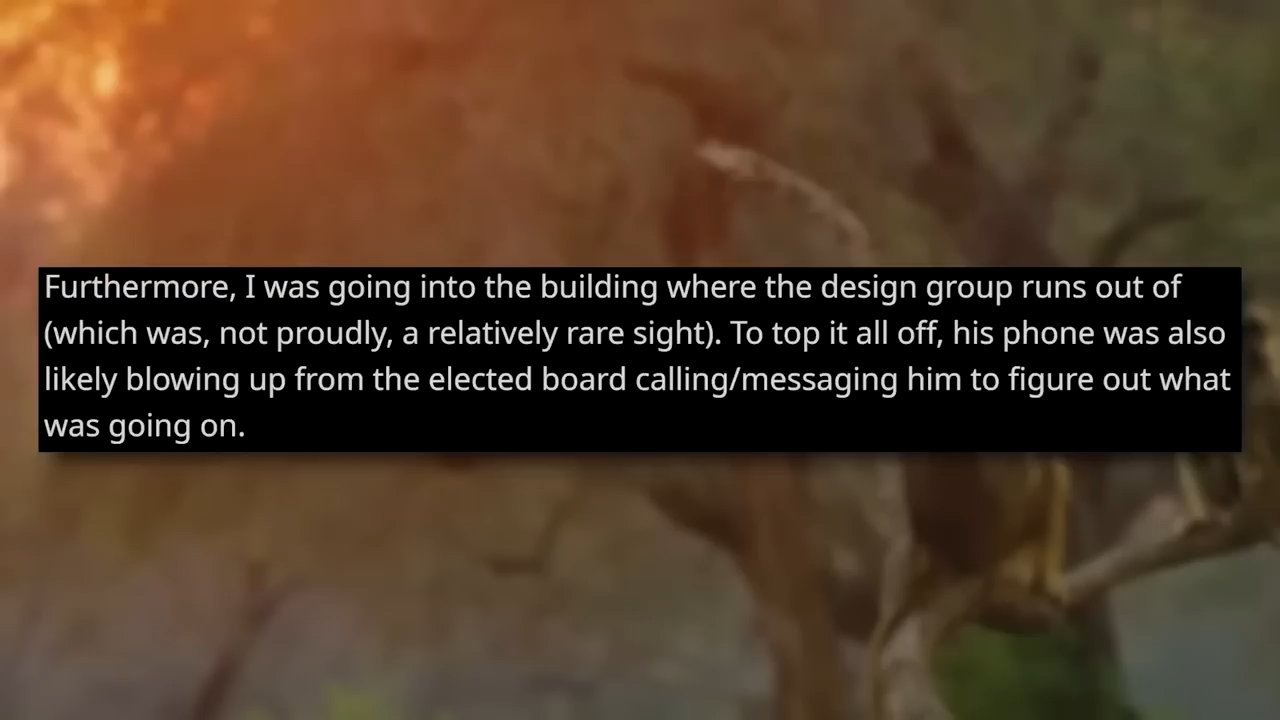 Furthermore, I was going into the building where the design group runs out of
(which was, not proudly, a relatively rare sight). To top it all off, his phone was also
likely blowing up from the elected board calling/messaging him to figure out what
was going on.